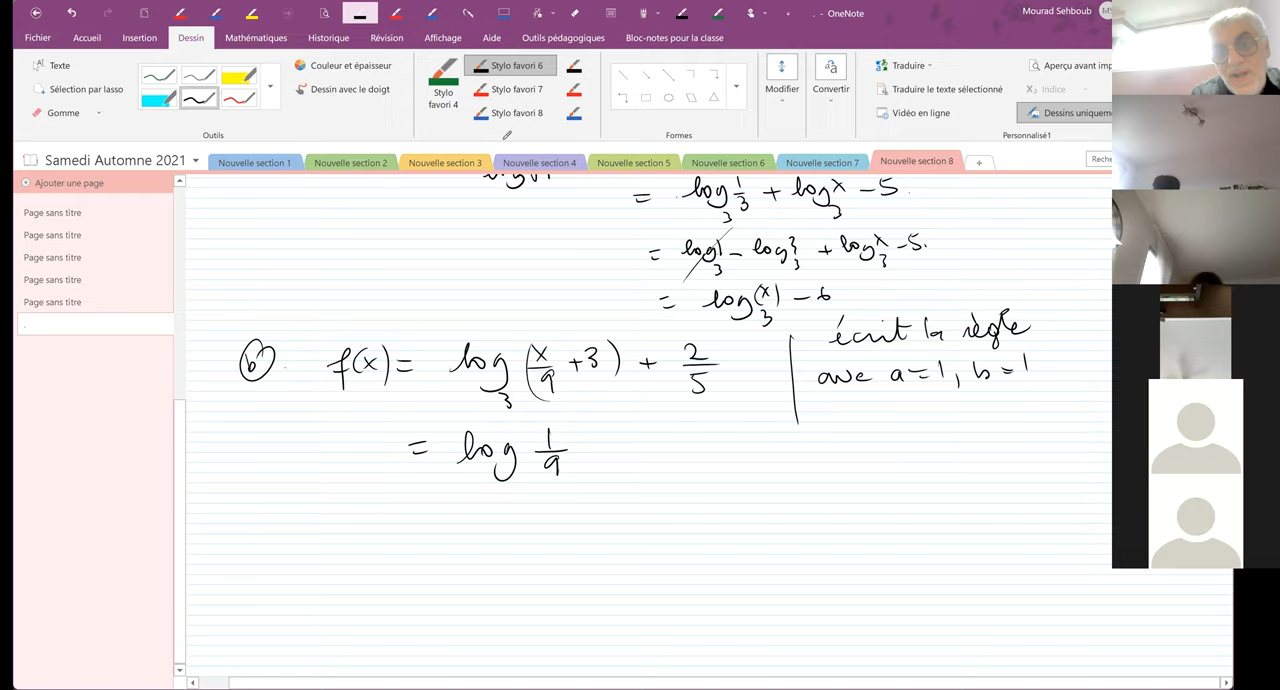 - OneNote
Mourad Sehboub
MS
Fichier Accueil Insertion Dessin Mathématiques Historique Révision Affichage Aide Outils pédagogiques Bloc-notes pour la classe
Texte
Sélection par lasso
Gomme
Outils
Couleur et épaisseur
Dessin avec le doigt
Stylo favori 4
Stylo favori 6
Stylo favori 7
Stylo favori 8
Formes
Modifier
Convertir
Traduire
Traduire le texte sélectionné
Vidéo en ligne
Aperçu avant imp
Indice
Dessins uniqueme
Personnalisé1
Samedi Automne 2021
Nouvelle section 1 Nouvelle section 2 Nouvelle section 3 Nouvelle section 4 Nouvelle section 5 Nouvelle section 6 Nouvelle section 7 Nouvelle section 8 +
Reche
Ajouter une page
Page sans titre
Page sans titre
Page sans titre
Page sans titre
Page sans titre
= log₃ 1/3 + log₃ x - 5
= log₃ 1 - log₃ 3 + log₃ x - 5.
= log₃(x) - 6
b) f(x) = log₃(x/9 + 3) + 2/5
écrit la règle
avec a = 1, b = 1
= log 1/9